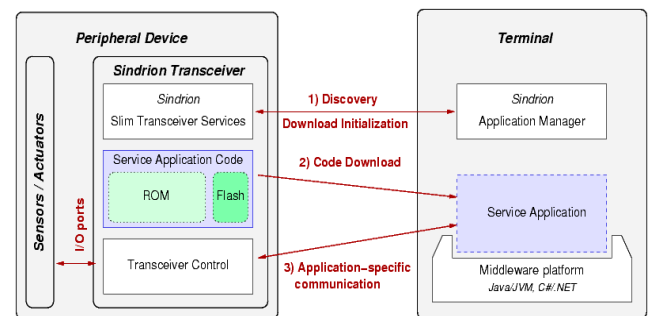 Peripheral Device
Terminal
Sensors / Actuators
I/O ports
Sindrion Transceiver
Sindrion
Slim Transceiver Services
Service Application Code
ROM
Flash
Transceiver Control
1) Discovery
Download Initialization
2) Code Download
3) Application−specific
communication
Sindrion
Application Manager
Service Application
Middleware platform
Java/JVM, C#/.NET